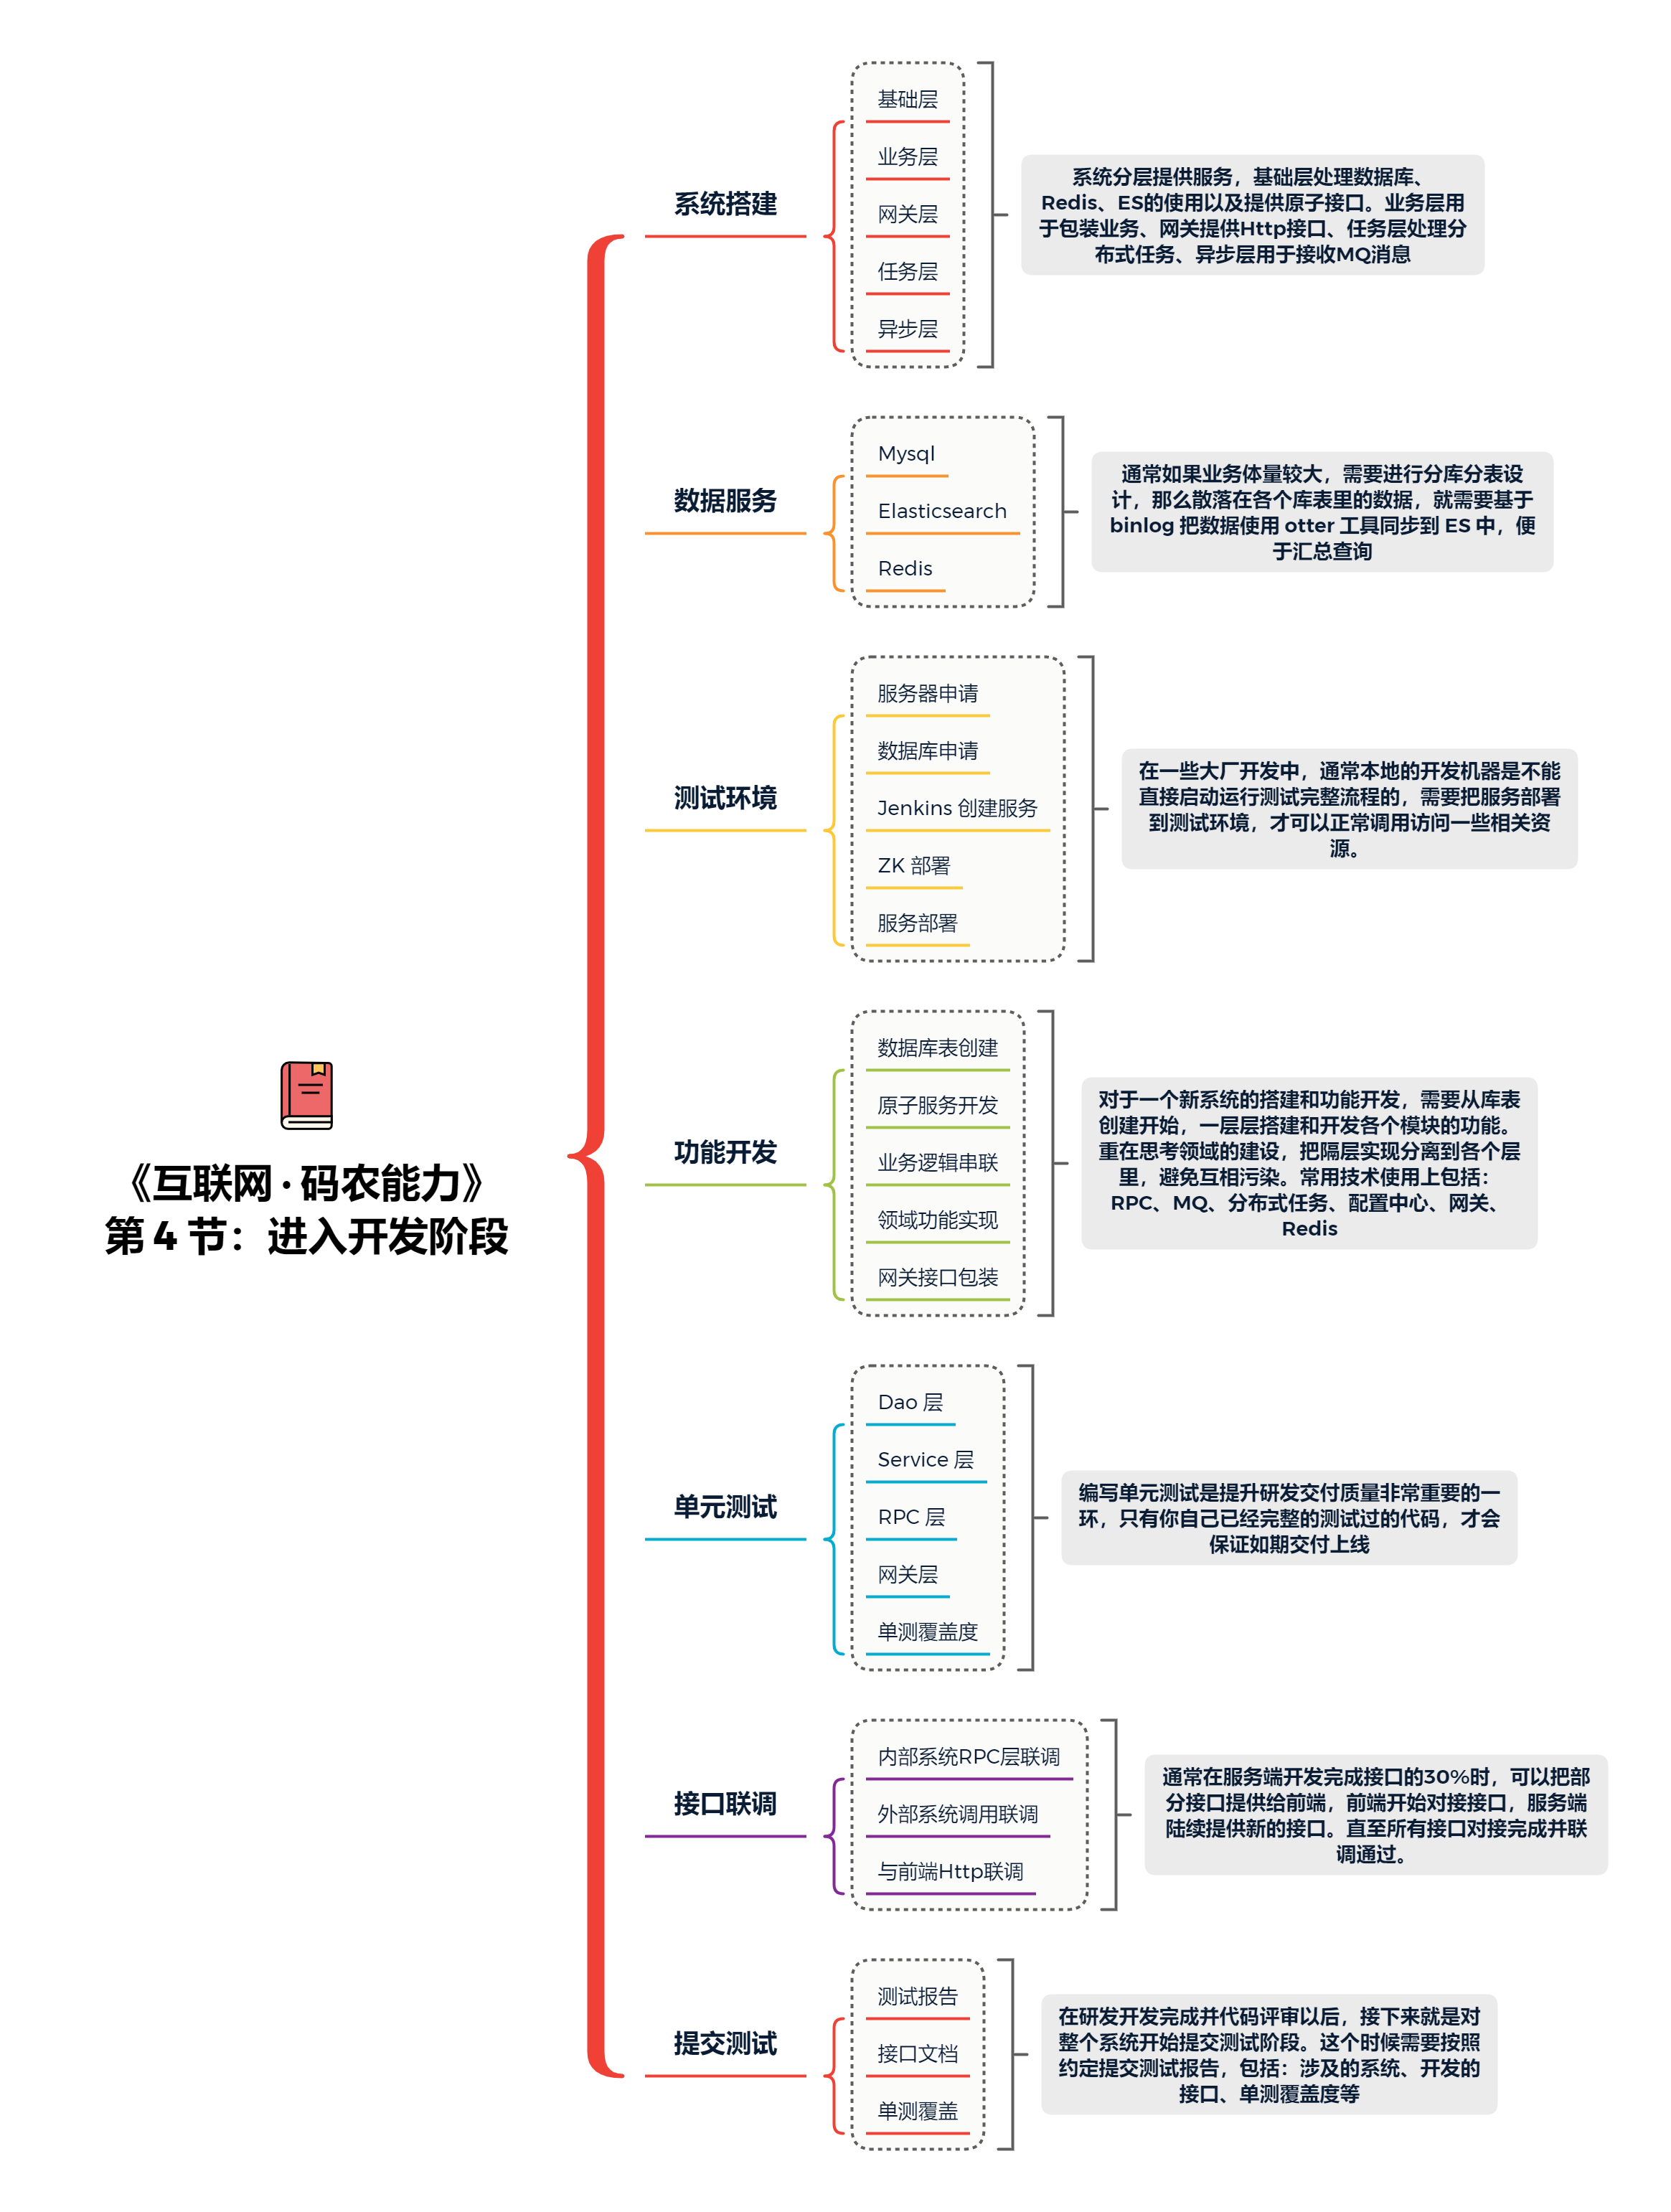 《互联网·码农能力》
第 4 节：进入开发阶段
系统搭建
基础层
业务层
网关层
任务层
异步层
系统分层提供服务，基础层处理数据库、
Redis、ES的使用以及提供原子接口。业务层用
于包装业务、网关提供Http接口、任务层处理分
布式任务、异步层用于接收MQ消息
数据服务
Mysql
Elasticsearch
Redis
通常如果业务体量较大，需要进行分库分表设
计，那么散落在各个库表里的数据，就需要基于
binlog 把数据使用 otter 工具同步到 ES 中，便
于汇总查询
测试环境
服务器申请
数据库申请
Jenkins 创建服务
ZK 部署
服务部署
在一些大厂开发中，通常本地的开发机器是不能
直接启动运行测试完整流程的，需要把服务部署
到测试环境，才可以正常调用访问一些相关资
源。
功能开发
数据库表创建
原子服务开发
业务逻辑串联
领域功能实现
网关接口包装
对于一个新系统的搭建和功能开发，需要从库表
创建开始，一层层搭建和开发各个模块的功能。
重在思考领域的建设，把隔层实现分离到各个层
里，避免互相污染。常用技术使用上包括：
RPC、MQ、分布式任务、配置中心、网关、
Redis
单元测试
Dao 层
Service 层
RPC 层
网关层
单测覆盖度
编写单元测试是提升研发交付质量非常重要的一
环，只有你自己已经完整的测试过的代码，才会
保证如期交付上线
接口联调
内部系统RPC层联调
外部系统调用联调
与前端Http联调
通常在服务端开发完成接口的30%时，可以把部
分接口提供给前端，前端开始对接接口，服务端
陆续提供新的接口。直至所有接口对接完成并联
调通过。
提交测试
测试报告
接口文档
单测覆盖
在研发开发完成并代码评审以后，接下来就是对
整个系统开始提交测试阶段。这个时候需要按照
约定提交测试报告，包括：涉及的系统、开发的
接口、单测覆盖度等